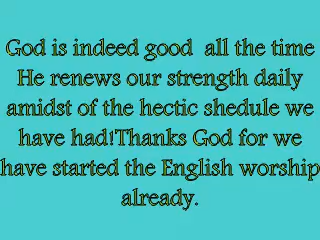 God is indeed good  all the time
He renews our strength daily
amidst of the hectic shedule we
have had!Thanks God for we
have started the English worship
already.